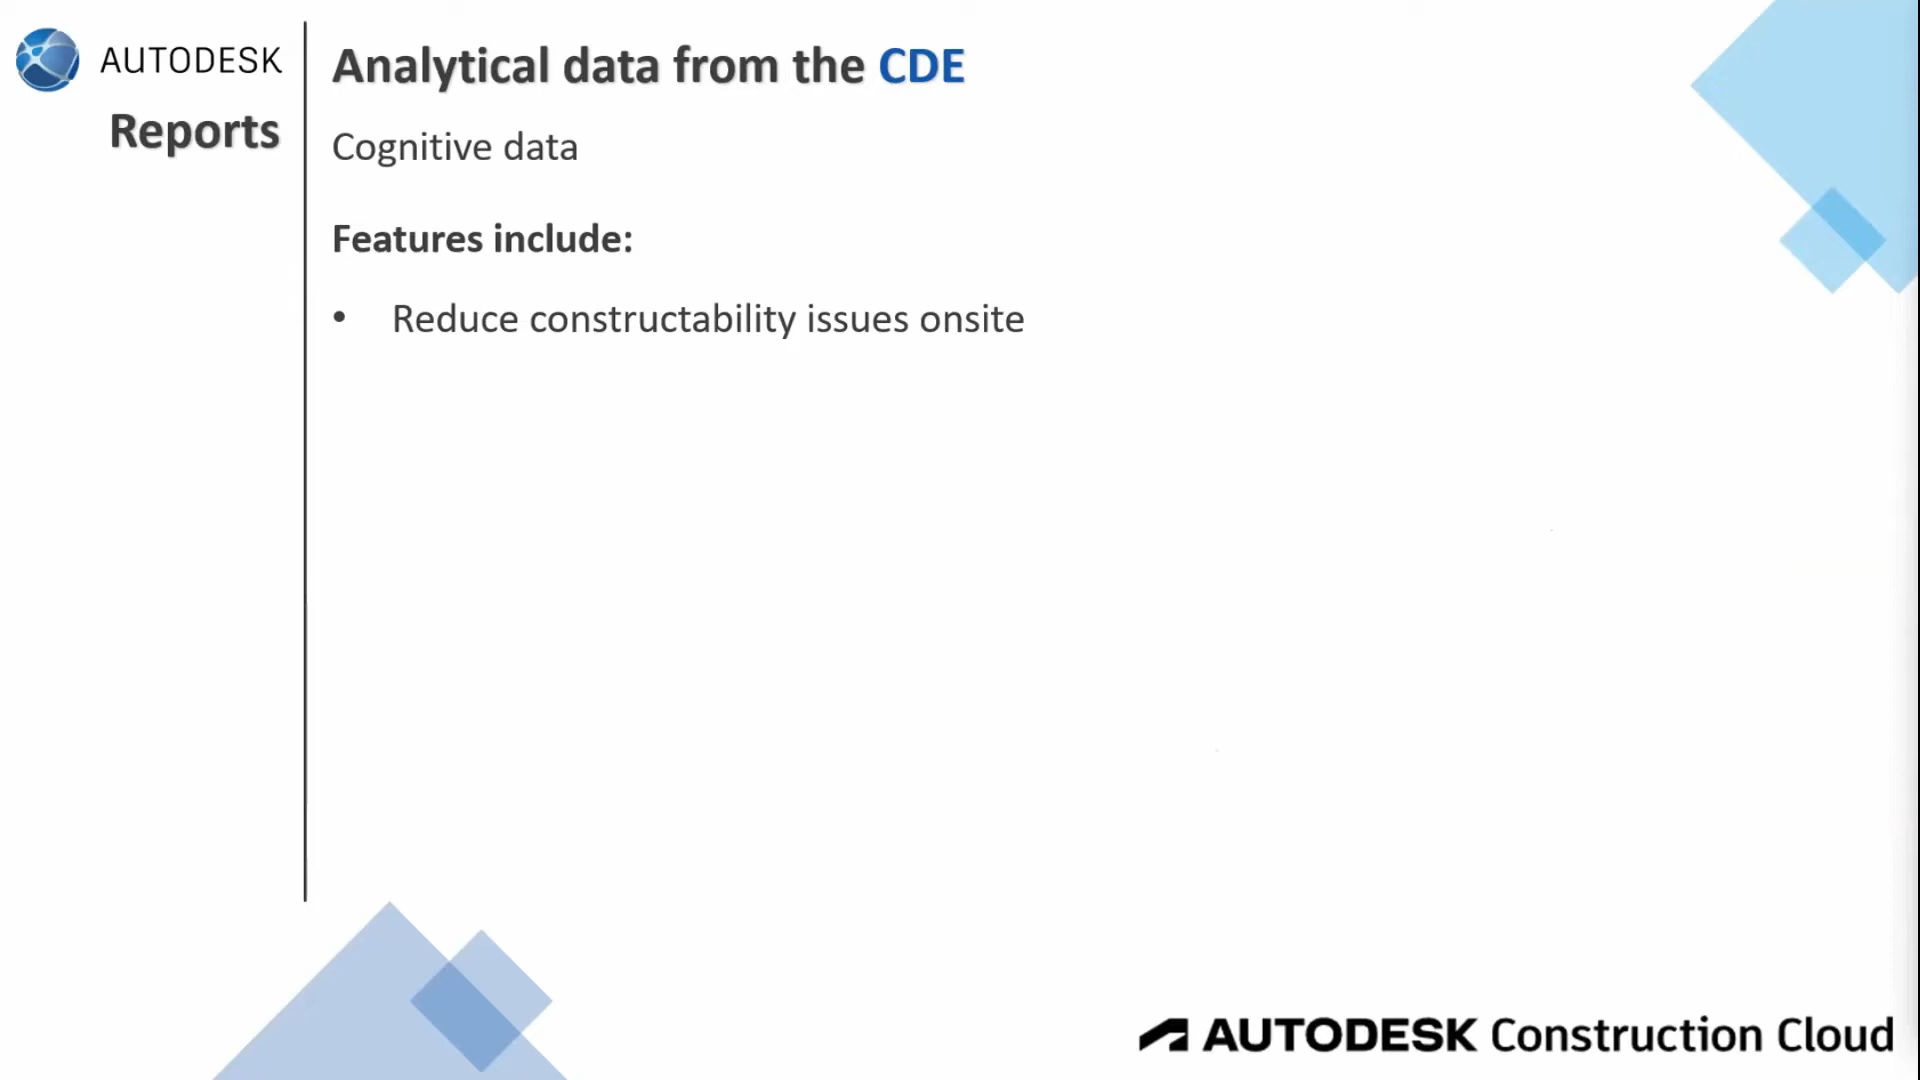 AUTODESK
Reports
Analytical data from the CDE
Cognitive data
Features include:
• Reduce constructability issues onsite
AUTODESK Construction Cloud